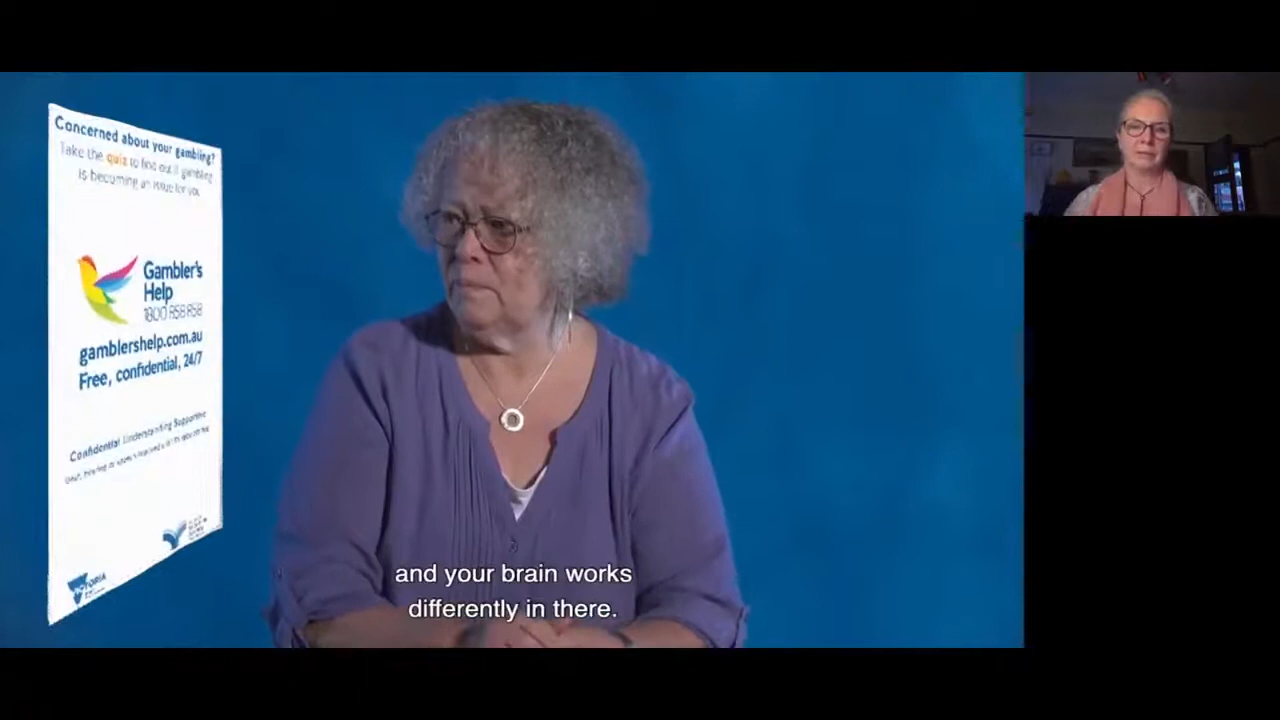 Concerned about your gambling?
Take the quiz to find out if gambling
is becoming an issue for you
Gambler's
Help
1800 858 858
gamblershelp.com.au
Free, confidential, 24/7
Confidential Understanding Supportive
VICTORIA
and your brain works
differently in there.